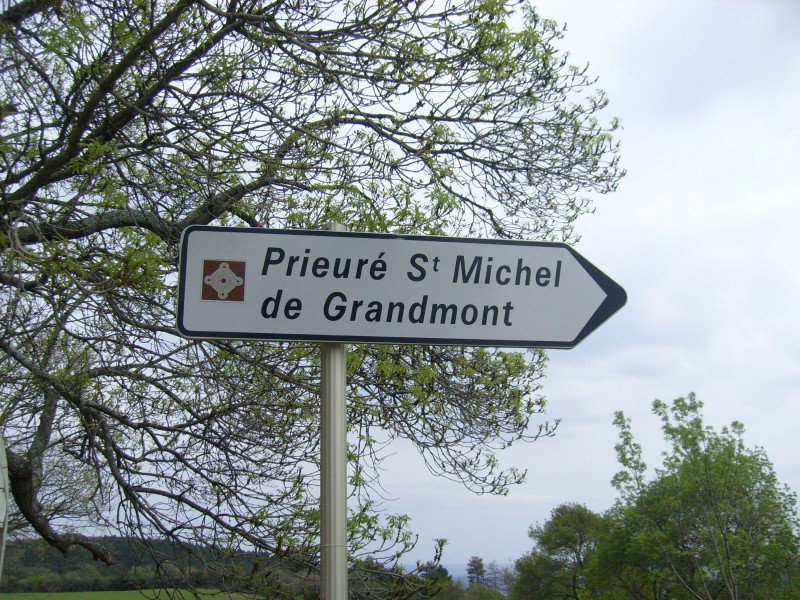 Prieuré St Michel
de Grandmont